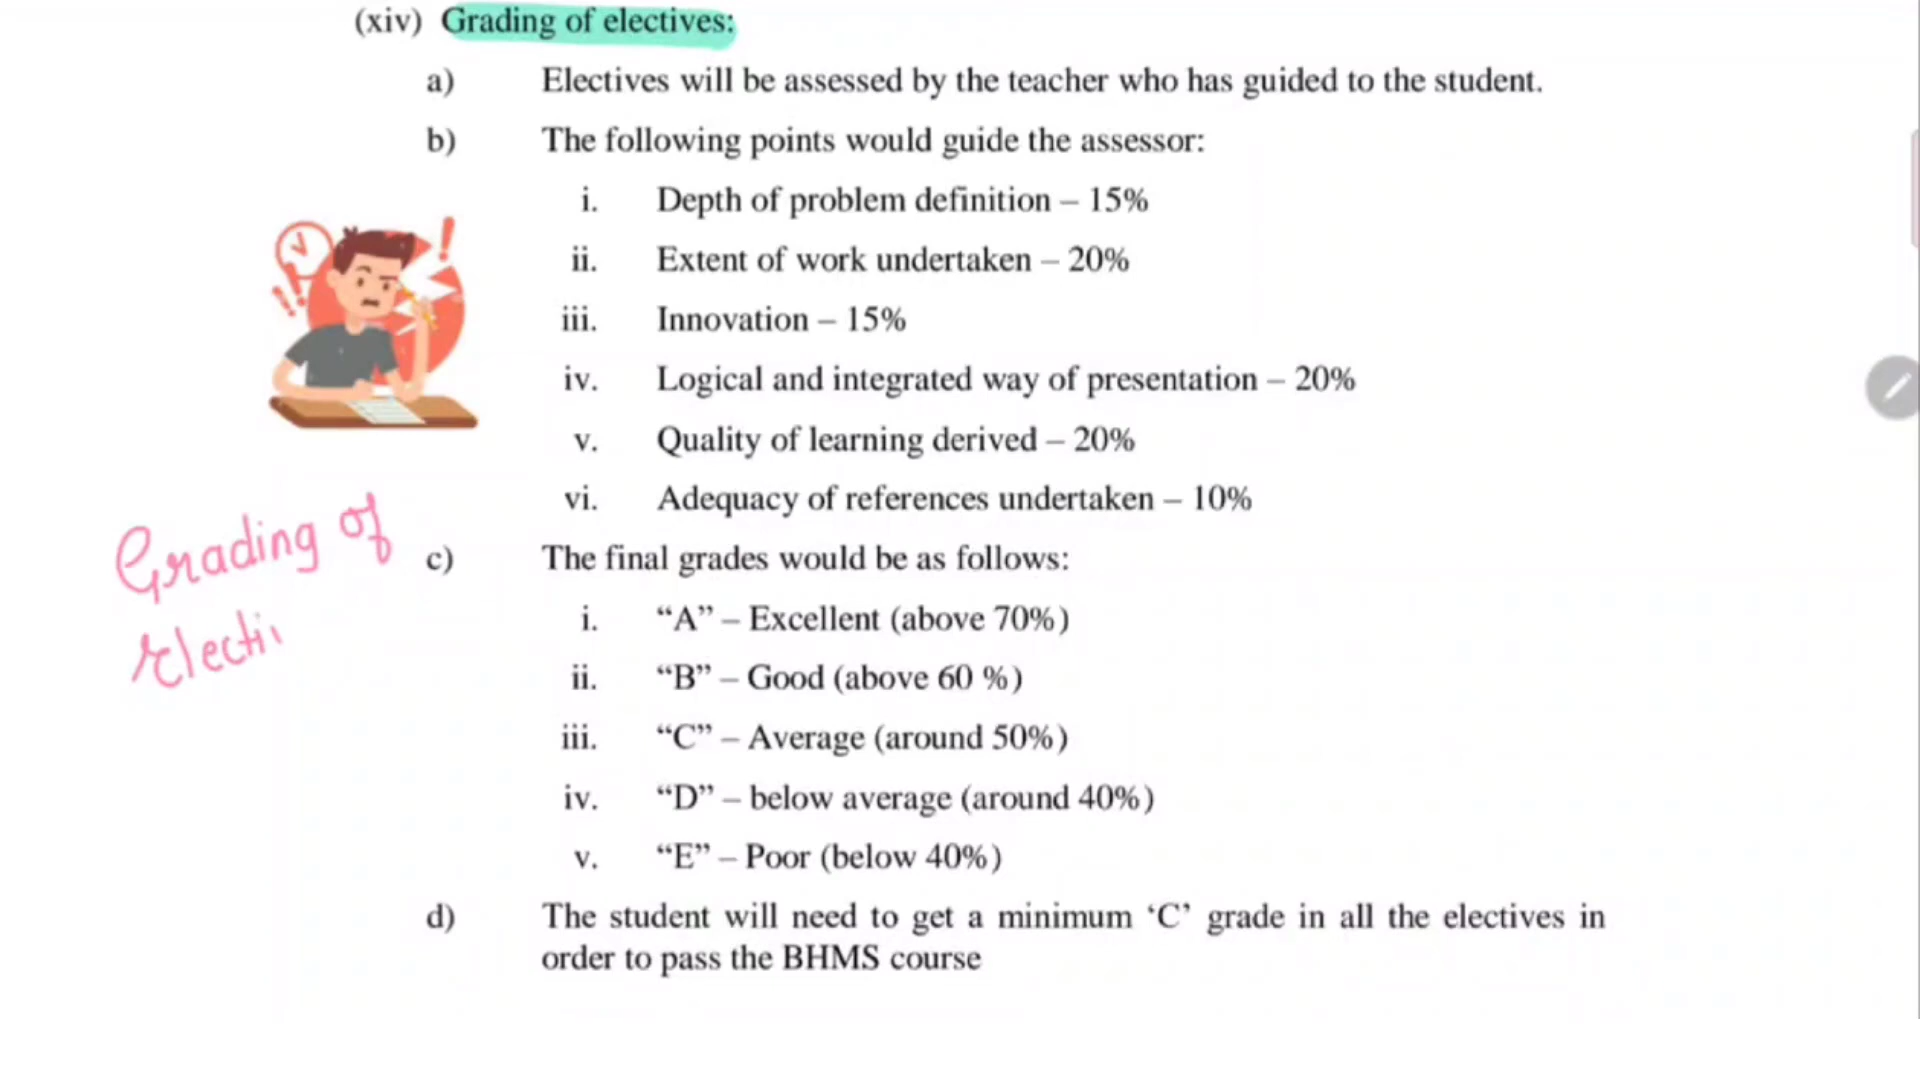 (xiv) Grading of electives:
a) Electives will be assessed by the teacher who has guided to the student.
b) The following points would guide the assessor:
i. Depth of problem definition – 15%
ii. Extent of work undertaken – 20%
iii. Innovation – 15%
iv. Logical and integrated way of presentation – 20%
v. Quality of learning derived – 20%
vi. Adequacy of references undertaken – 10%
Grading of
Electi
c) The final grades would be as follows:
i. “A” – Excellent (above 70%)
ii. “B” – Good (above 60 %)
iii. “C” – Average (around 50%)
iv. “D” – below average (around 40%)
v. “E” – Poor (below 40%)
d) The student will need to get a minimum ‘C’ grade in all the electives in
order to pass the BHMS course